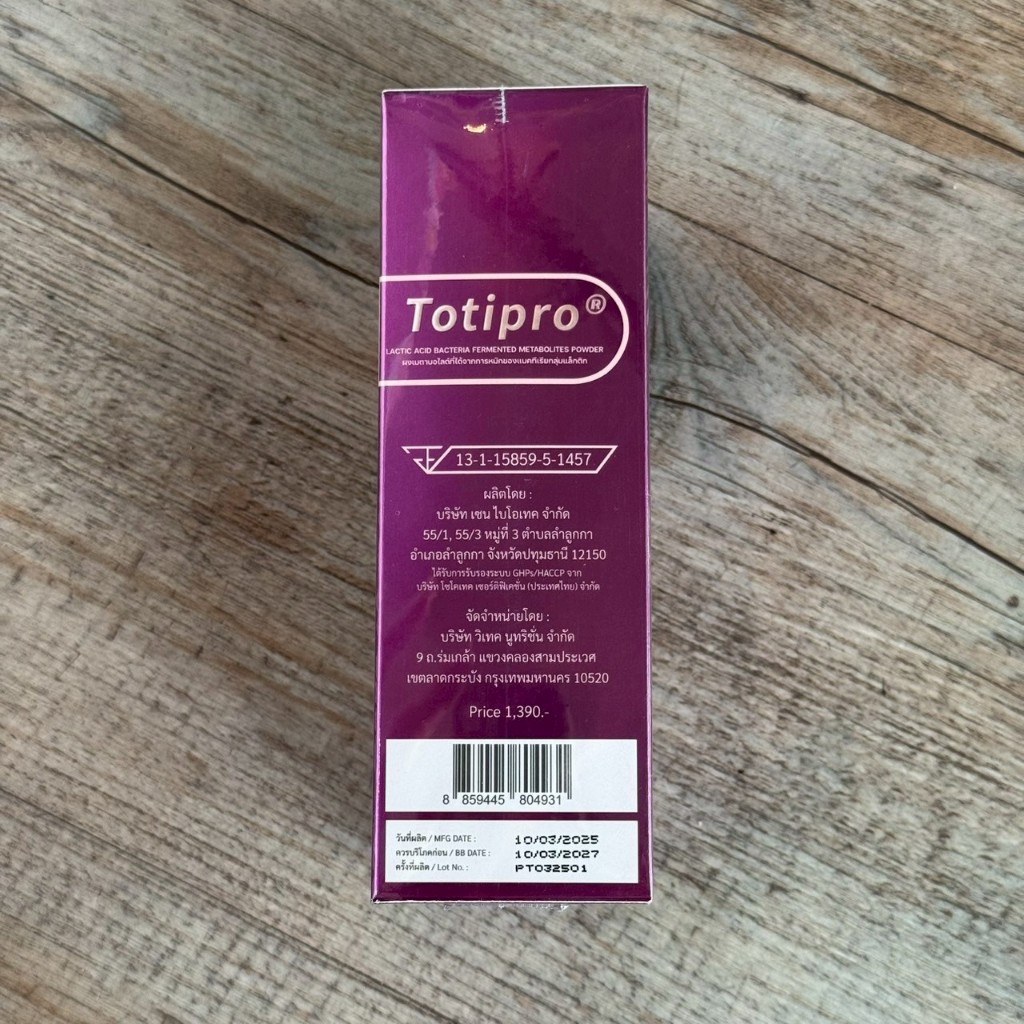 Totipro®
LACTIC ACID BACTERIA FERMENTED METABOLITES POWDER
ผงเมตาบอไลต์ที่ได้จากการหมักของแบคทีเรียกลุ่มแล็กติก
13-1-15859-5-1457
ผลิตโดย :
บริษัท เซน ไบโอเทค จำกัด
55/1, 55/3 หมู่ที่ 3 ตำบลลำลูกกา
อำเภอลำลูกกา จังหวัดปทุมธานี 12150
ได้รับการรับรองระบบ GHPs/HACCP จาก
บริษัท โซโคเทค เซอร์ติฟิเคชั่น (ประเทศไทย) จำกัด
จัดจำหน่ายโดย :
บริษัท วิเทค นูทริชั่น จำกัด
9 ถ.ร่มเกล้า แขวงคลองสามประเวศ
เขตลาดกระบัง กรุงเทพมหานคร 10520
Price 1,390.-
8 859445 804931
วันที่ผลิต / MFG DATE : 10/03/2025
ควรบริโภคก่อน / BB DATE : 10/03/2027
ครั้งที่ผลิต / Lot No. : PT032501